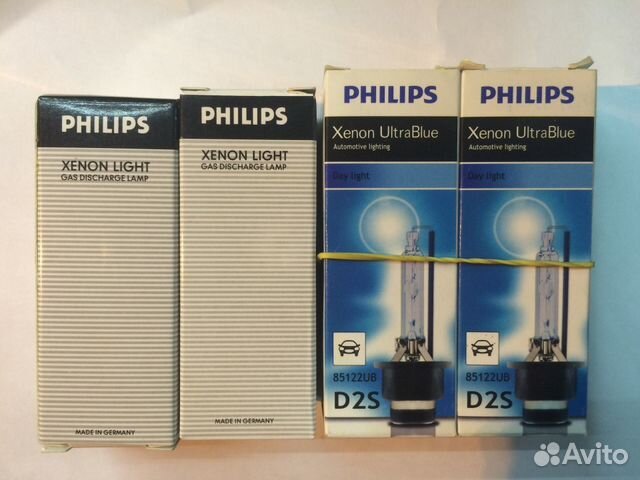 PHILIPS
XENON LIGHT
GAS DISCHARGE LAMP
MADE IN GERMANY
PHILIPS
XENON LIGHT
GAS DISCHARGE LAMP
MADE IN GERMANY
PHILIPS
Xenon UltraBlue
Automotive lighting
Day light
85122UB
D2S
PHILIPS
Xenon UltraBlue
Automotive lighting
Day light
85122UB
D2S
Avito